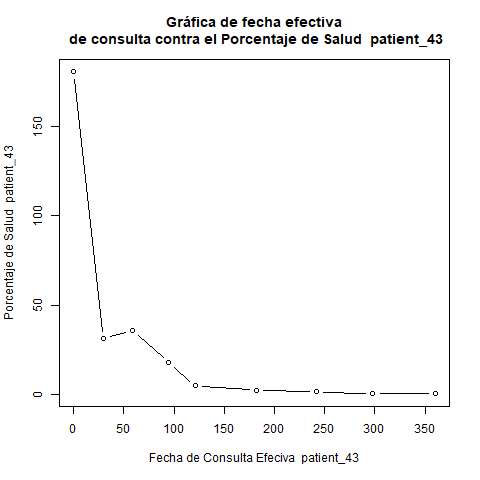 Gráfica de fecha efectiva
de consulta contra el Porcentaje de Salud patient_43
Porcentaje de Salud patient_43
150
100
50
0
0 50 100 150 200 250 300 350
Fecha de Consulta Efeciva patient_43